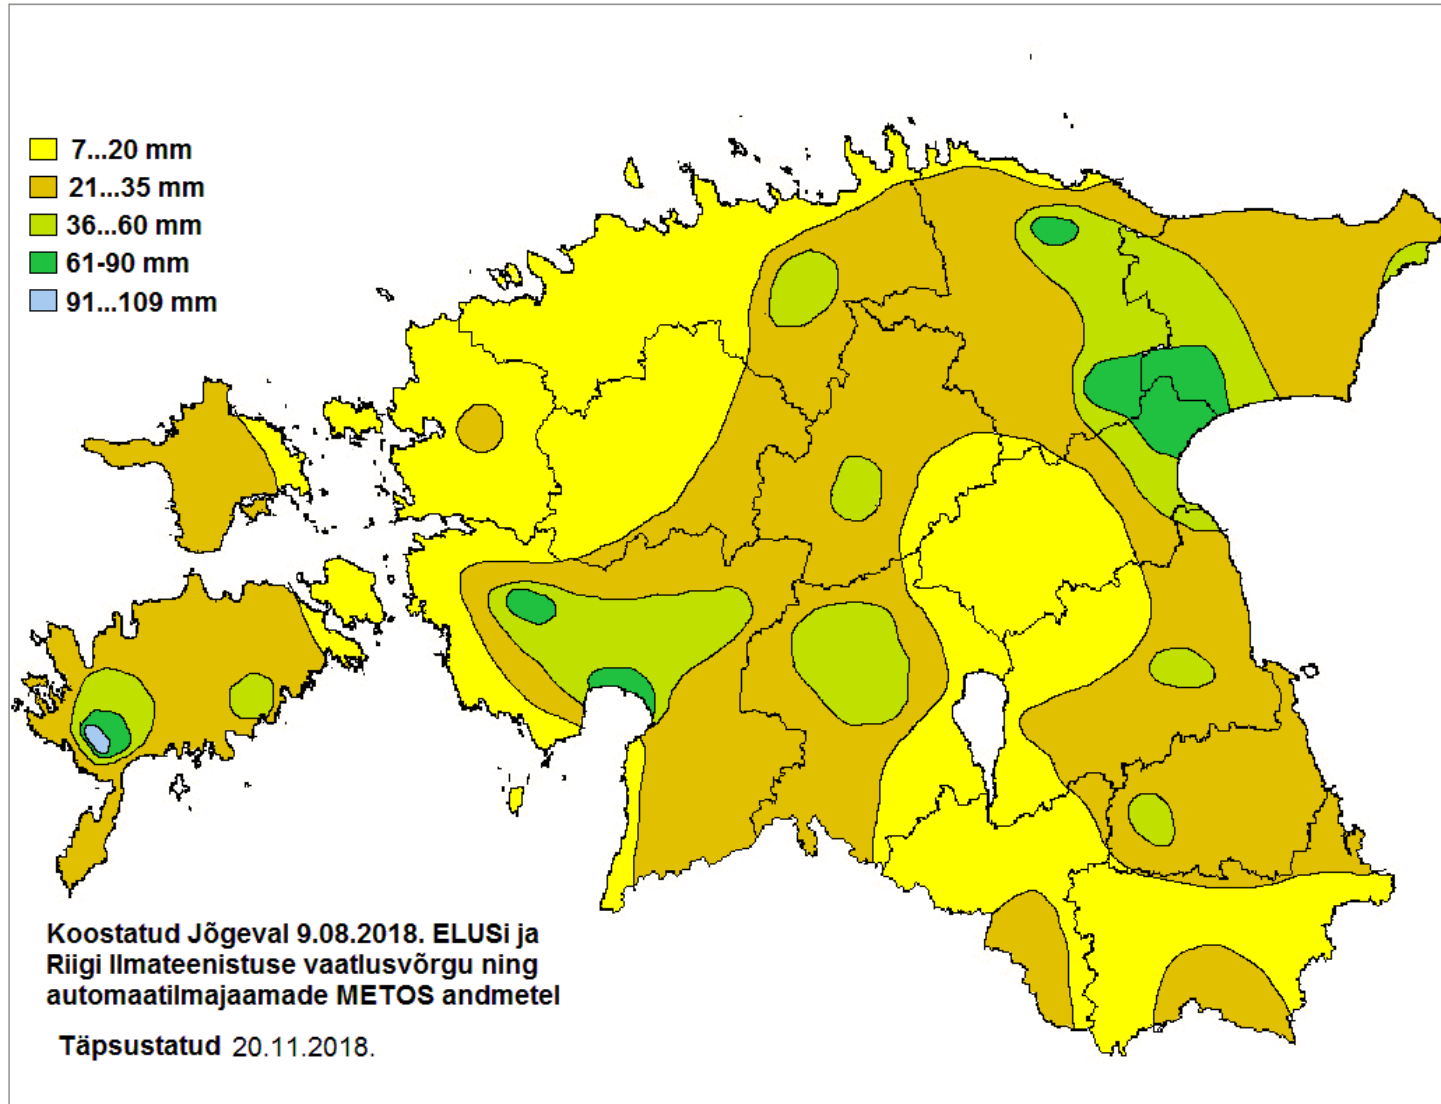 7...20 mm
21...35 mm
36...60 mm
61-90 mm
91...109 mm
Koostatud Jõgeval 9.08.2018. ELUSi ja
Riigi Ilmateenistuse vaatlusvõrgu ning
automaatilmajaamade METOS andmetel
Täpsustatud 20.11.2018.